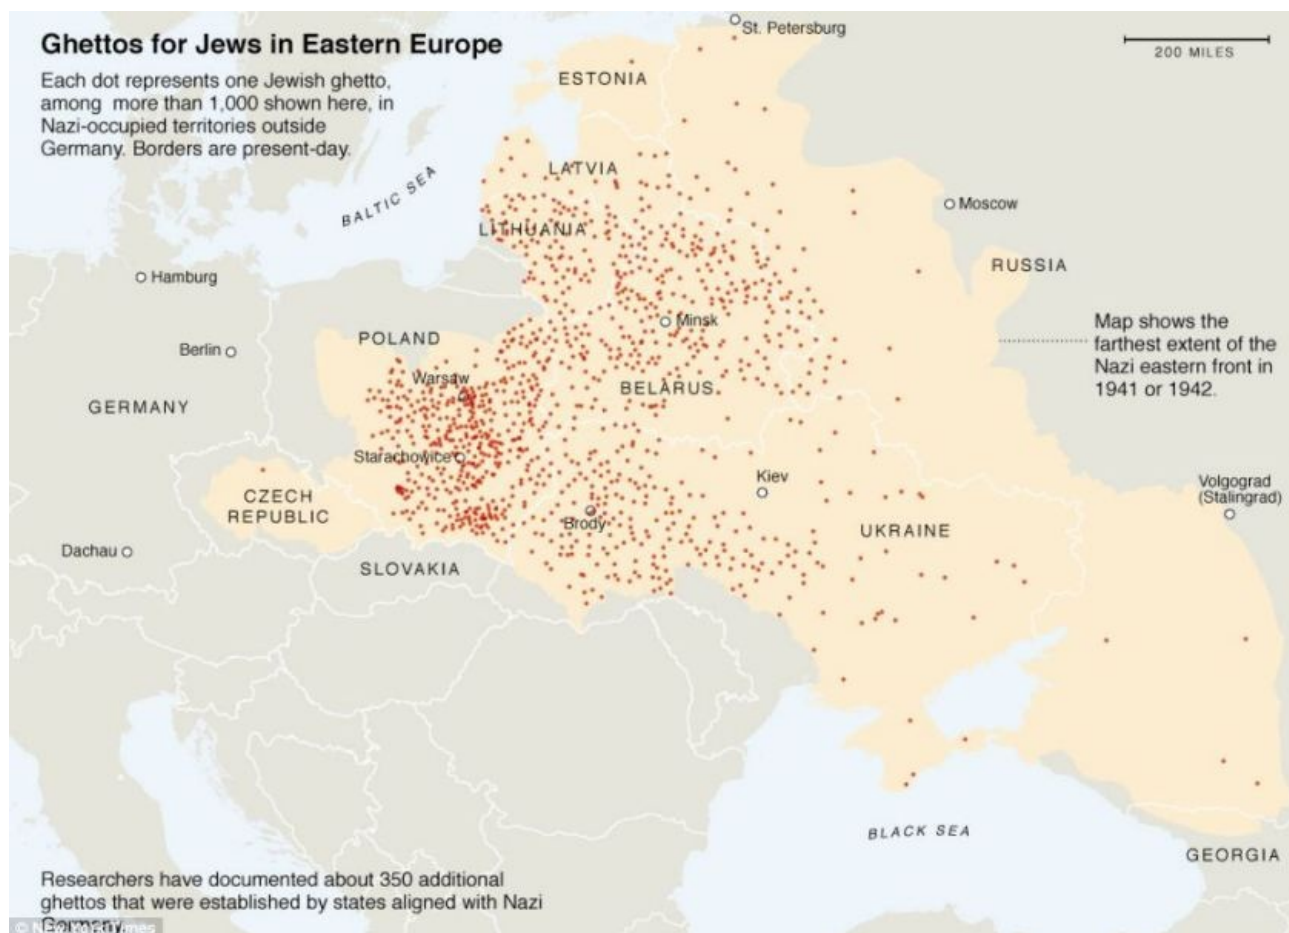 Ghettos for Jews in Eastern Europe
Each dot represents one Jewish ghetto,
among more than 1,000 shown here, in
Nazi-occupied territories outside
Germany. Borders are present-day.
St. Petersburg
200 MILES
ESTONIA
LATVIA
BALTIC SEA
Moscow
LITHUANIA
RUSSIA
Hamburg
Minsk
Map shows the
farthest extent of the
Nazi eastern front in
1941 or 1942.
POLAND
Berlin
Warsaw
BELARUS
GERMANY
Starachowice
Kiev
Volgograd
(Stalingrad)
CZECH
REPUBLIC
Brody
UKRAINE
Dachau
SLOVAKIA
BLACK SEA
GEORGIA
Researchers have documented about 350 additional
ghettos that were established by states aligned with Nazi
Germany.
© New York Times